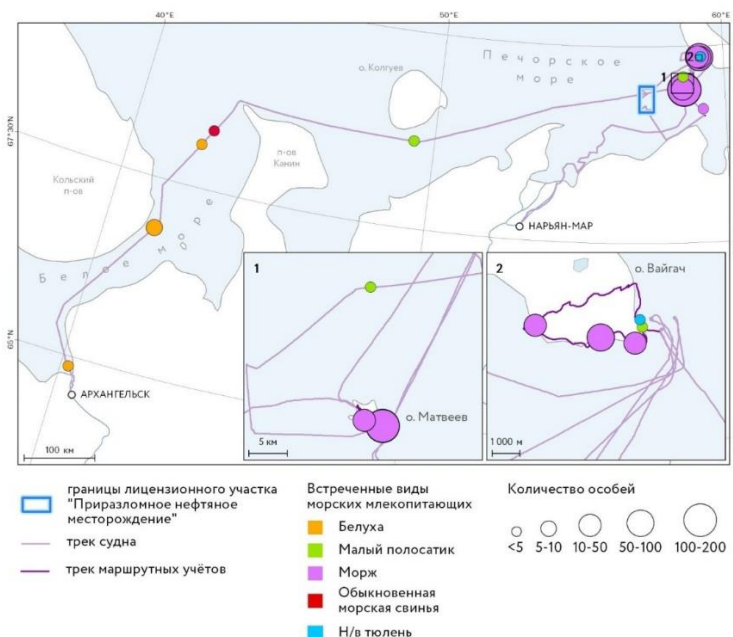 40°E
50°E
60°E
67°30'N
65°N
Печорское
море
о. Колгуев
2
1
п-ов
Канин
Кольский
п-ов
НАРЬЯН-МАР
Белое море
АРХАНГЕЛЬСК
100 км
1
о. Матвеев
5 км
2
о. Вайгач
1 000 м
границы лицензионного участка
"Приразломное нефтяное
месторождение"
трек судна
трек маршрутных учётов
Встреченные виды
морских млекопитающих
Белуха
Малый полосатик
Морж
Обыкновенная
морская свинья
Н/в тюлень
Количество особей
<5 5-10 10-50 50-100 100-200